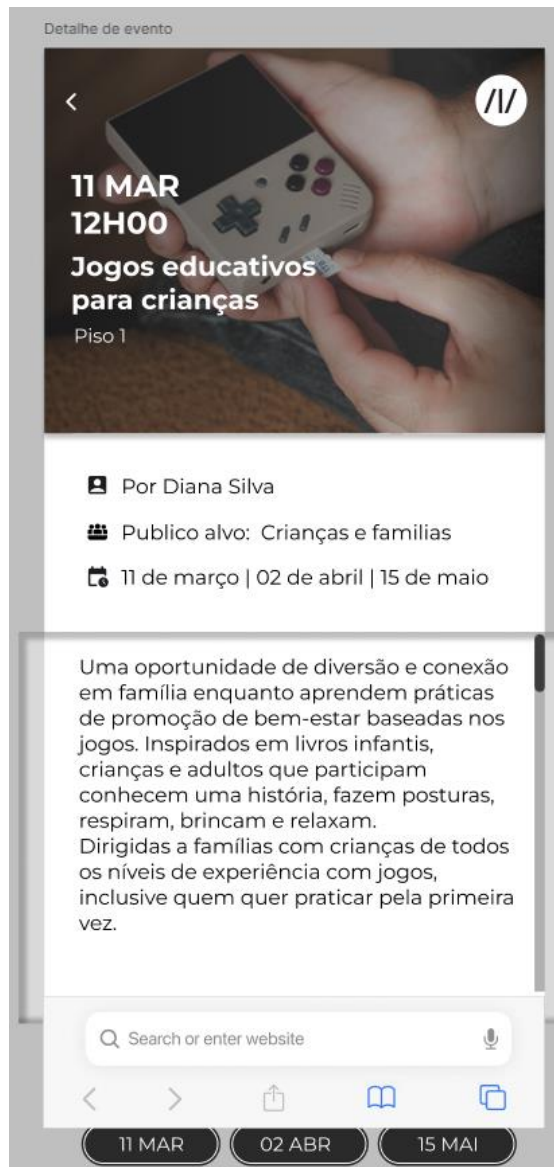 Detalhe de evento
/I/
11 MAR
12H00
Jogos educativos
para crianças
Piso 1
Por Diana Silva
Publico alvo: Crianças e familias
11 de março | 02 de abril | 15 de maio
Uma oportunidade de diversão e conexão
em família enquanto aprendem práticas
de promoção de bem-estar baseadas nos
jogos. Inspirados em livros infantis,
crianças e adultos que participam
conhecem uma história, fazem posturas,
respiram, brincam e relaxam.
Dirigidas a famílias com crianças de todos
os níveis de experiência com jogos,
inclusive quem quer praticar pela primeira
vez.
Search or enter website
11 MAR
02 ABR
15 MAI